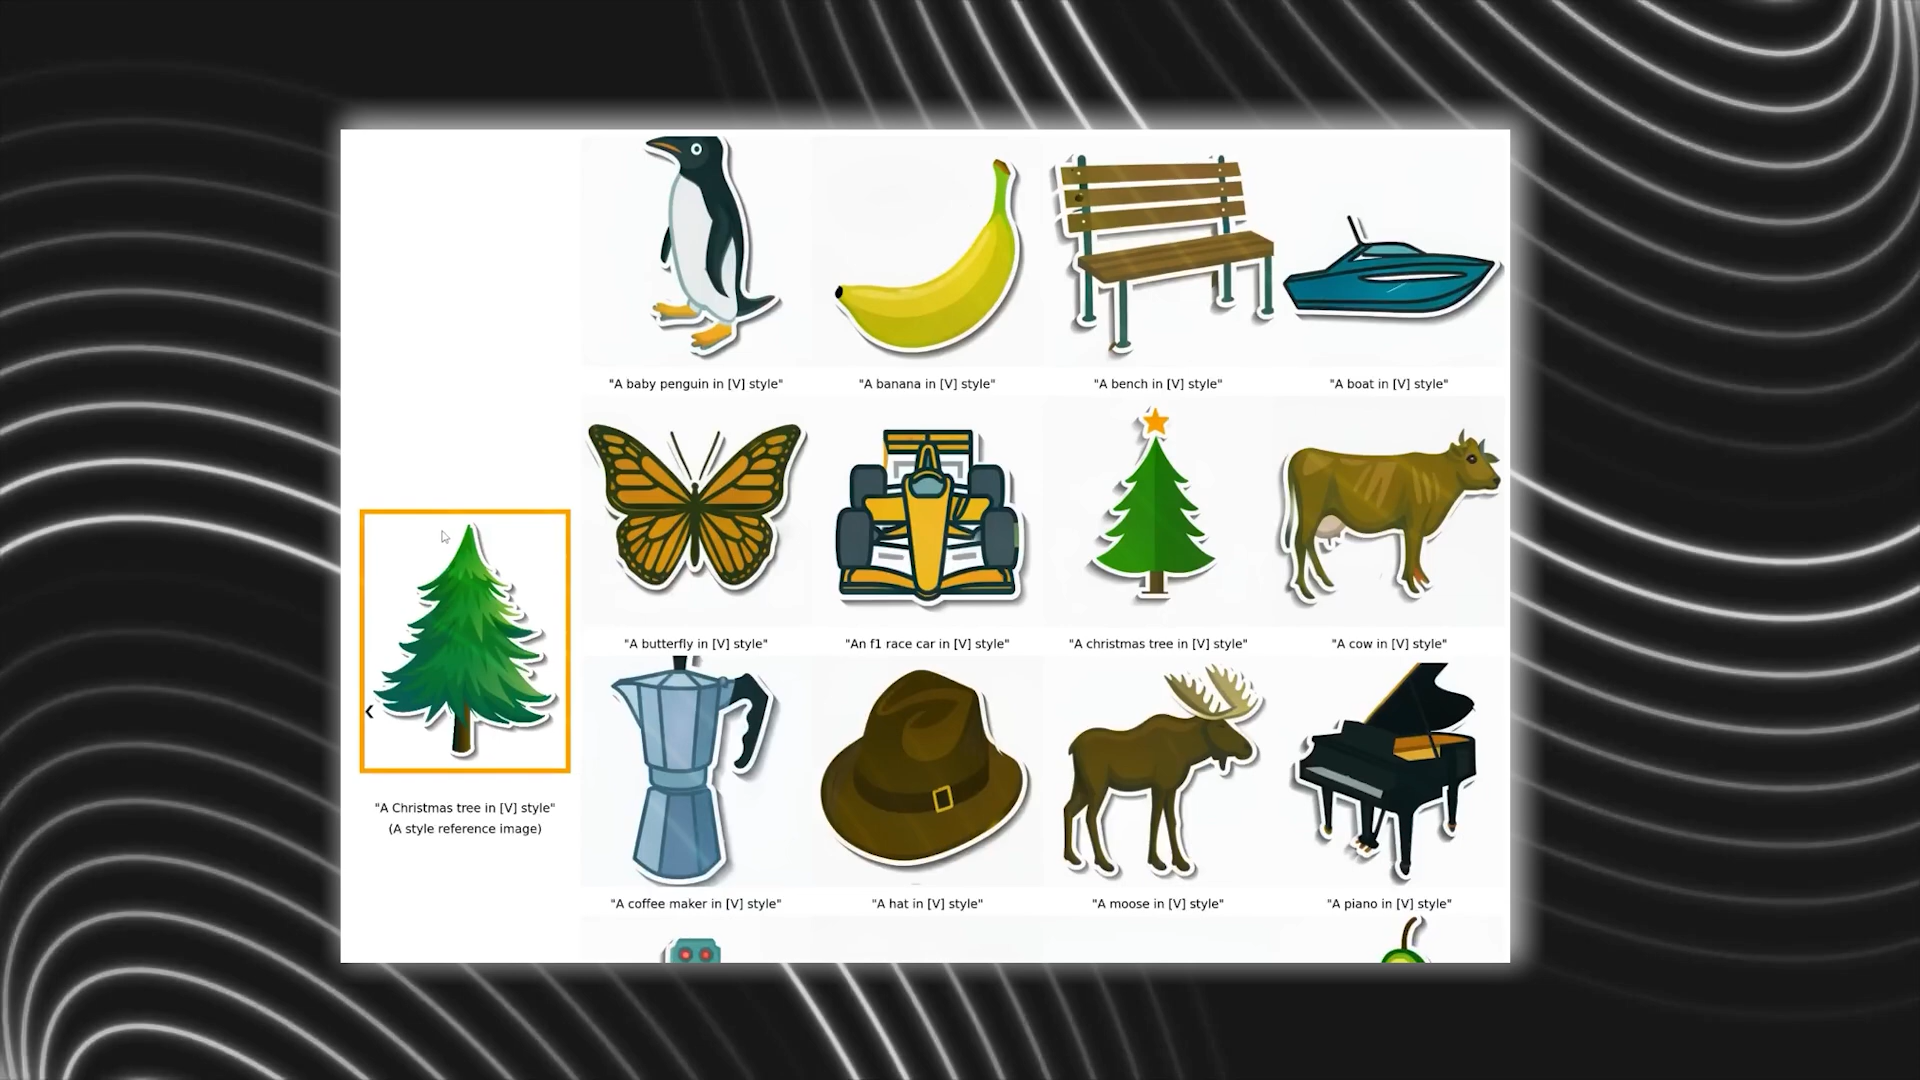 "A baby penguin in [V] style"
"A banana in [V] style"
"A bench in [V] style"
"A boat in [V] style"
"A butterfly in [V] style"
"An f1 race car in [V] style"
"A christmas tree in [V] style"
"A cow in [V] style"
"A Christmas tree in [V] style"
(A style reference image)
"A coffee maker in [V] style"
"A hat in [V] style"
"A moose in [V] style"
"A piano in [V] style"